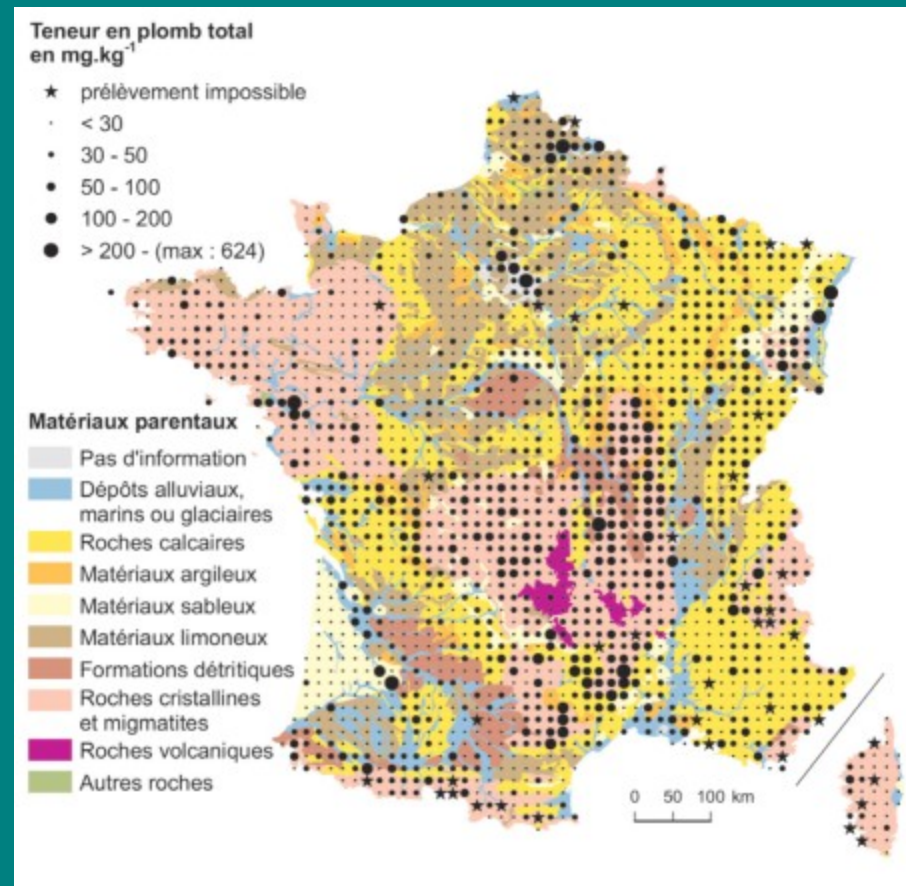 Teneur en plomb total
en mg.kg-1
★ prélèvement impossible
< 30
30 - 50
50 - 100
100 - 200
> 200 - (max : 624)
Matériaux parentaux
Pas d'information
Dépôts alluviaux,
marins ou glaciaires
Roches calcaires
Matériaux argileux
Matériaux sableux
Matériaux limoneux
Formations détritiques
Roches cristallines
et migmatites
Roches volcaniques
Autres roches
0 50 100 km